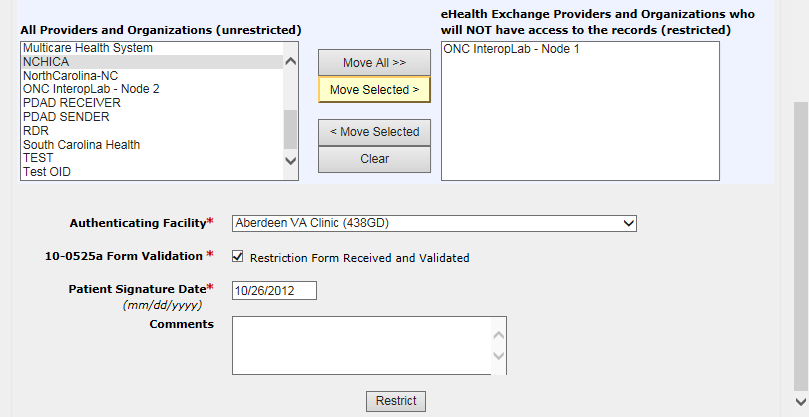 All Providers and Organizations (unrestricted)
Multicare Health System
NCHICA
NorthCarolina-NC
ONC InteropLab - Node 2
PDAD RECEIVER
PDAD SENDER
RDR
South Carolina Health
TEST
Test OID
Move All >>
Move Selected >
< Move Selected
Clear
eHealth Exchange Providers and Organizations who
will NOT have access to the records (restricted)
ONC InteropLab - Node 1
Authenticating Facility* Aberdeen VA Clinic (438GD)
10-0525a Form Validation * Restriction Form Received and Validated
Patient Signature Date* 10/26/2012
(mm/dd/yyyy)
Comments
Restrict